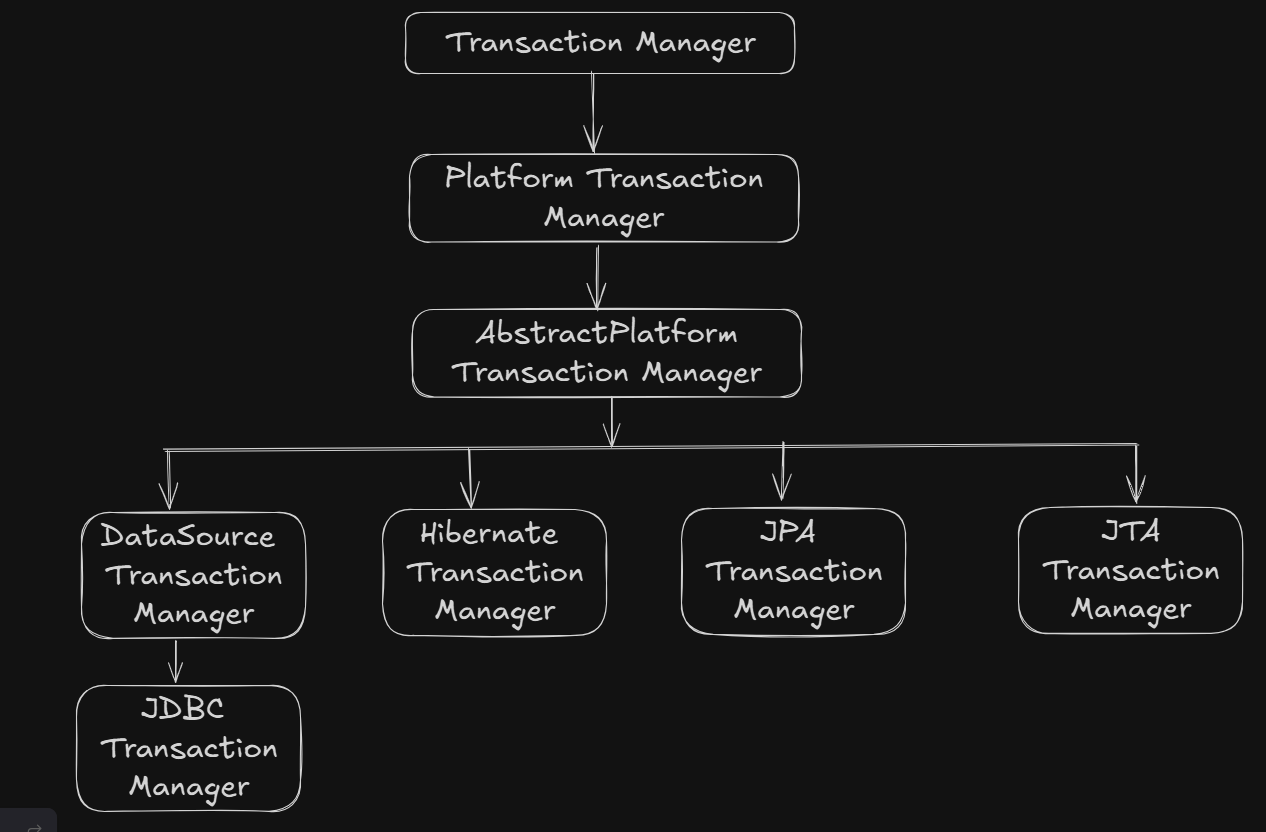 Transaction Manager
Platform Transaction
Manager
AbstractPlatform
Transaction Manager
DataSource
Transaction
Manager
Hibernate
Transaction
Manager
JPA
Transaction
Manager
JTA
Transaction
Manager
JDBC
Transaction
Manager